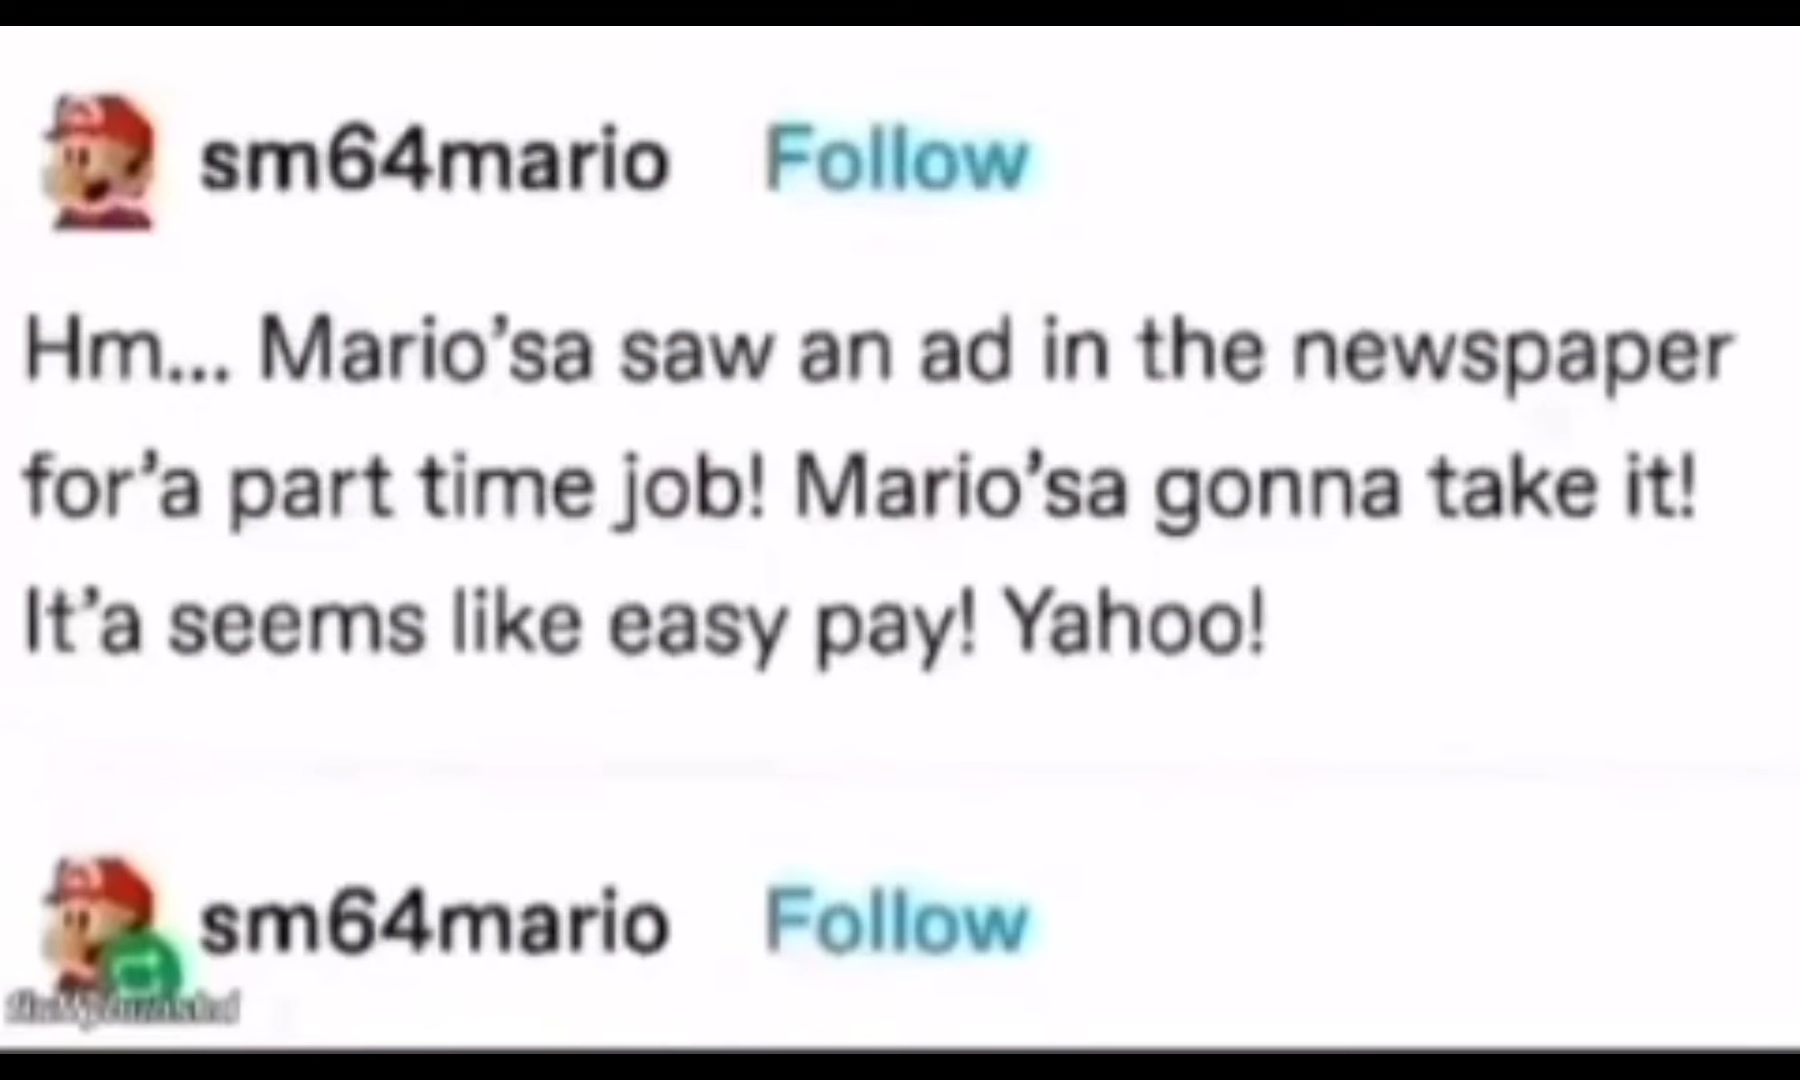 sm64mario Follow
Hm... Mario’sa saw an ad in the newspaper
for’a part time job! Mario’sa gonna take it!
It’a seems like easy pay! Yahoo!
sm64mario Follow